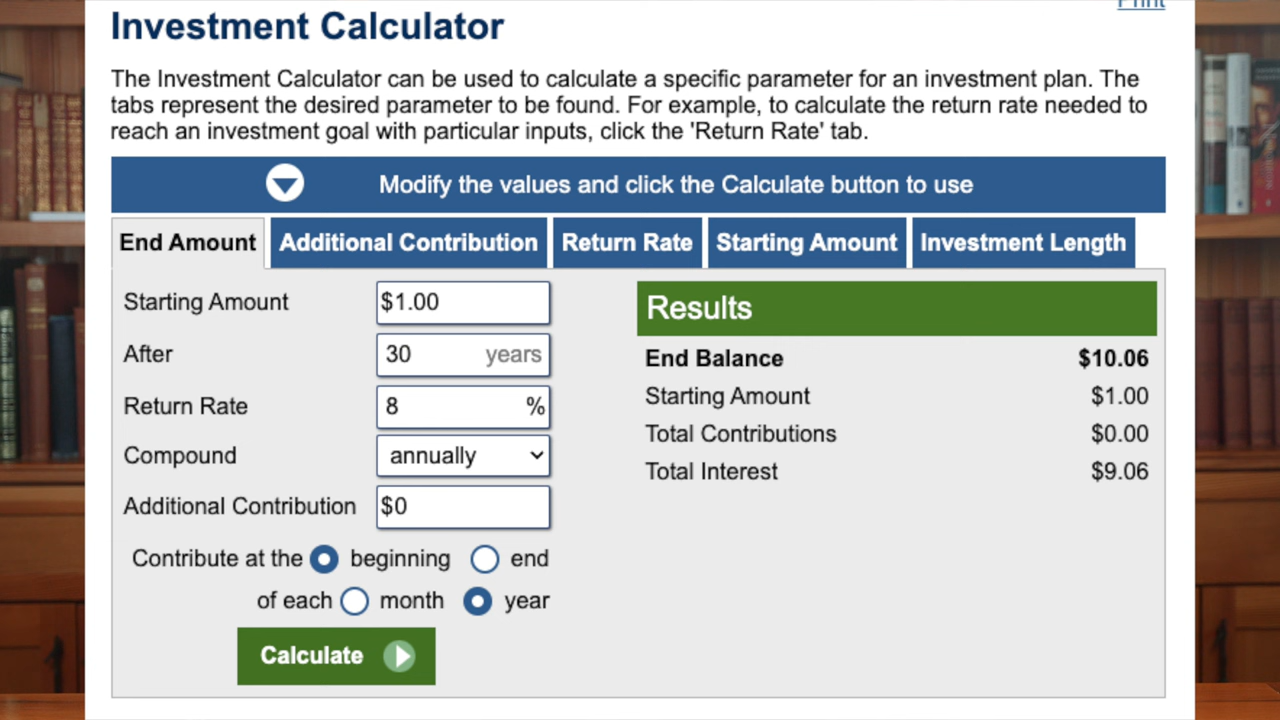 Investment Calculator
The Investment Calculator can be used to calculate a specific parameter for an investment plan. The
tabs represent the desired parameter to be found. For example, to calculate the return rate needed to
reach an investment goal with particular inputs, click the 'Return Rate' tab.
Modify the values and click the Calculate button to use
End Amount Additional Contribution Return Rate Starting Amount Investment Length
Starting Amount $1.00
After 30 years
Return Rate 8 %
Compound annually
Additional Contribution $0
Contribute at the beginning end
of each month year
Calculate
Results
End Balance $10.06
Starting Amount $1.00
Total Contributions $0.00
Total Interest $9.06